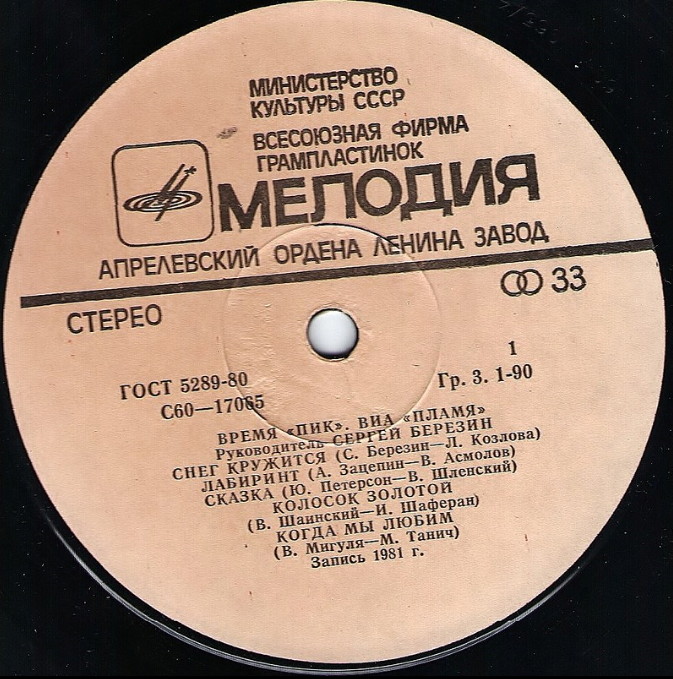 МИНИСТЕРСТВО
КУЛЬТУРЫ СССР
ВСЕСОЮЗНАЯ ФИРМА
ГРАМПЛАСТИНОК
МЕЛОДИЯ
АПРЕЛЕВСКИЙ ОРДЕНА ЛЕНИНА ЗАВОД
СТЕРЕО
33
ГОСТ 5289-80
С60—17065
1
Гр. 3. 1-90
ВРЕМЯ «ПИК». ВИА «ПЛАМЯ»
Руководитель СЕРГЕЙ БЕРЕЗИН
СНЕГ КРУЖИТСЯ (С. Березин—Л. Козлова)
ЛАБИРИНТ (А. Зацепин—В. Асмолов)
СКАЗКА (Ю. Петерсон—В. Шленский)
КОЛОСОК ЗОЛОТОЙ
(В. Шаинский—И. Шаферан)
КОГДА МЫ ЛЮБИМ
(В. Мигуля—М. Танич)
Запись 1981 г.